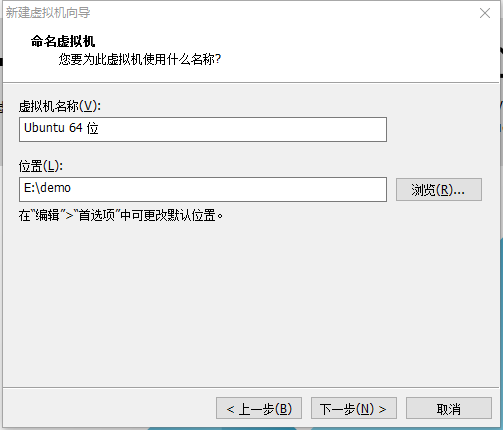 新建虚拟机向导
命名虚拟机
您要为此虚拟机使用什么名称?
虚拟机名称(V):
Ubuntu 64 位
位置(L):
E:\demo
浏览(R)...
在“编辑”>“首选项”中可更改默认位置。
< 上一步(B) 下一步(N) > 取消